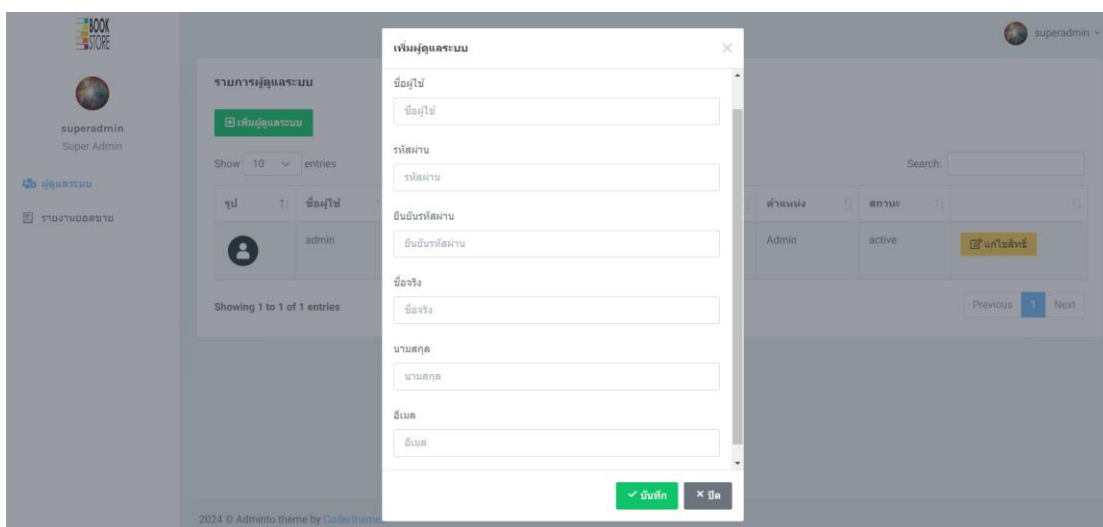 BOOK
STORE
superadmin
superadmin
Super Admin
ผู้ดูแลระบบ
รายงานยอดขาย
รายการผู้ดูแลระบบ
เพิ่มผู้ดูแลระบบ
Show 10 entries
Search:
รูป ชื่อผู้ใช้ ตำแหน่ง สถานะ
admin Admin active แก้ไขสิทธิ์
Showing 1 to 1 of 1 entries
Previous 1 Next
2024 © Adminto theme by Coderthemes
เพิ่มผู้ดูแลระบบ
ชื่อผู้ใช้
ชื่อผู้ใช้
รหัสผ่าน
รหัสผ่าน
ยืนยันรหัสผ่าน
ยืนยันรหัสผ่าน
ชื่อจริง
ชื่อจริง
นามสกุล
นามสกุล
อีเมล
อีเมล
บันทึก × ปิด